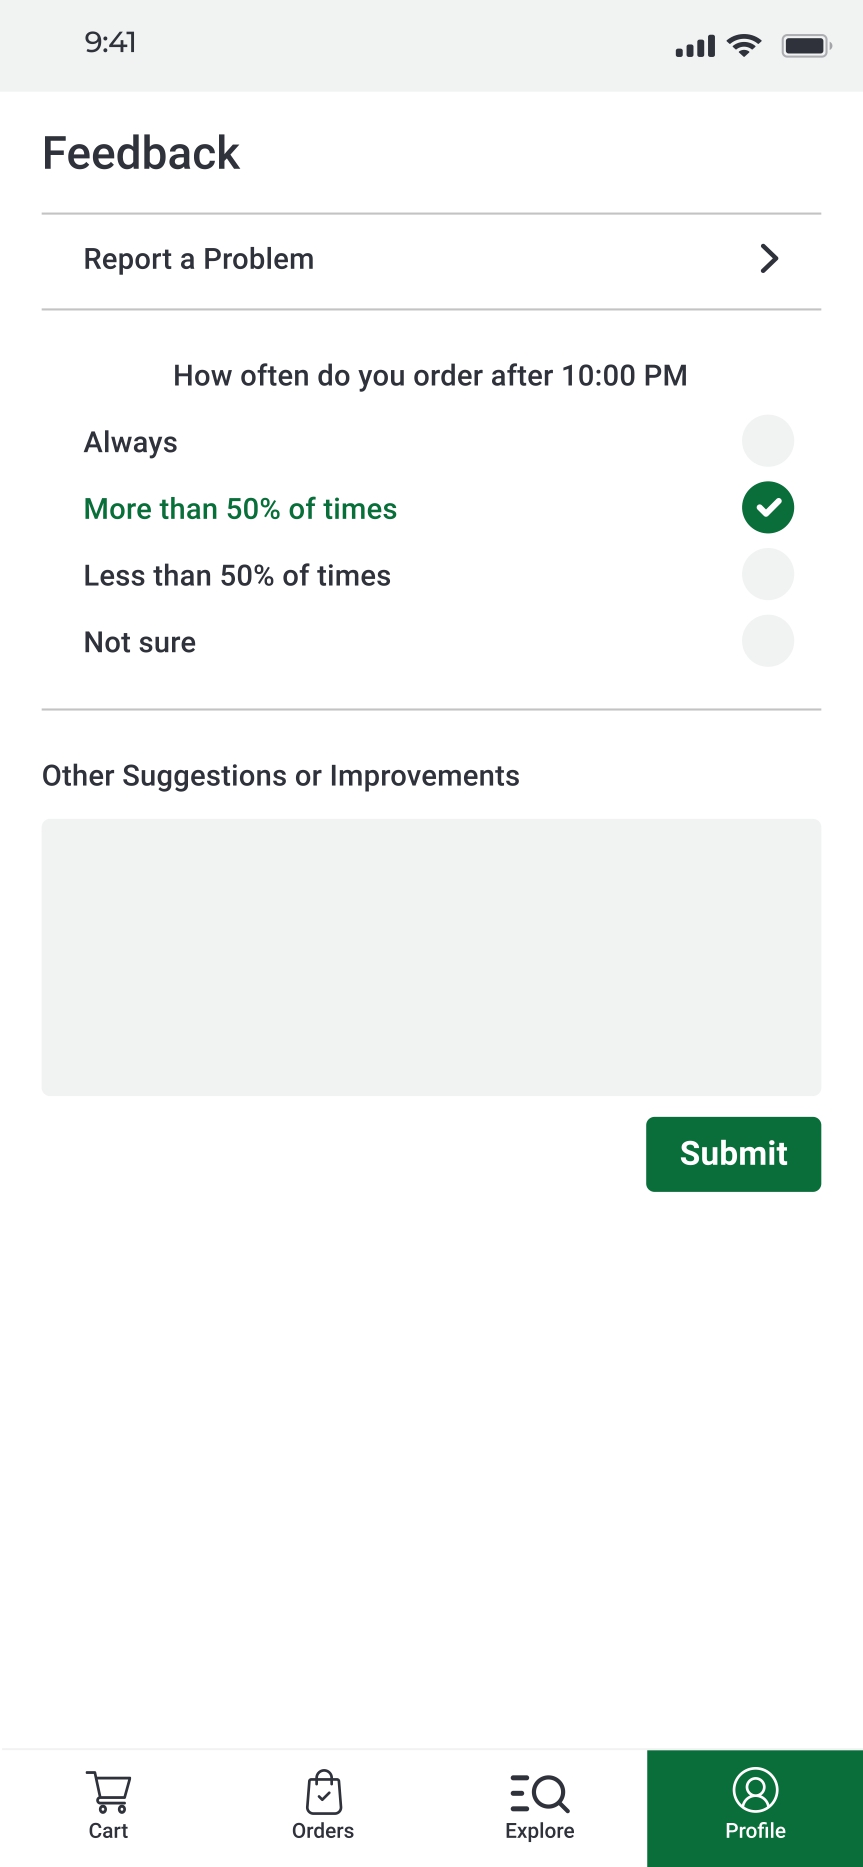 9:41
Feedback
Report a Problem
How often do you order after 10:00 PM
Always
More than 50% of times
Less than 50% of times
Not sure
Other Suggestions or Improvements
Submit
Cart
Orders
Explore
Profile